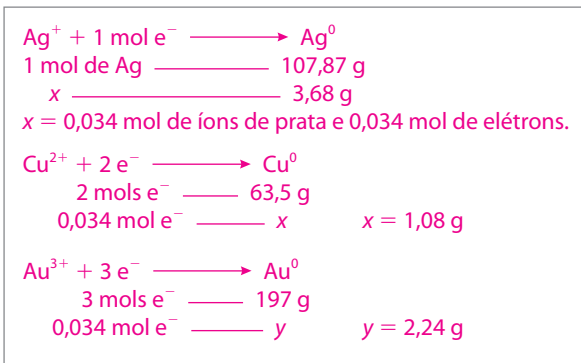 Ag⁺ + 1 mol e⁻ ⟶ Ag⁰
1 mol de Ag ——— 107,87 g
x ——— 3,68 g
x = 0,034 mol de íons de prata e 0,034 mol de elétrons.
Cu²⁺ + 2 e⁻ ⟶ Cu⁰
2 mols e⁻ ——— 63,5 g
0,034 mol e⁻ ——— x x = 1,08 g
Au³⁺ + 3 e⁻ ⟶ Au⁰
3 mols e⁻ ——— 197 g
0,034 mol e⁻ ——— y y = 2,24 g